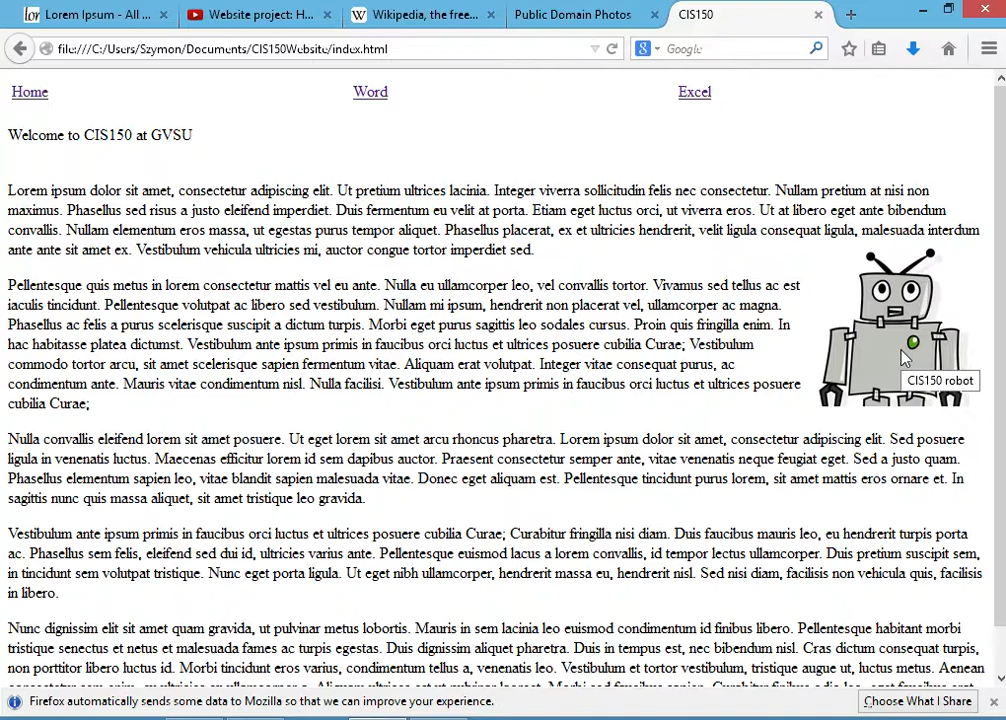 Lorem Ipsum - All ...
Website project: H...
Wikipedia, the free...
Public Domain Photos
CIS150
file:///C:/Users/Szymon/Documents/CIS150Website/index.html
Google
Home Word Excel
Welcome to CIS150 at GVSU
Lorem ipsum dolor sit amet, consectetur adipiscing elit. Ut pretium ultrices lacinia. Integer viverra sollicitudin felis nec consectetur. Nullam pretium at nisi non
maximus. Phasellus sed risus a justo eleifend imperdiet. Duis fermentum eu velit at porta. Etiam eget luctus orci, ut viverra eros. Ut at libero eget ante bibendum
convallis. Nullam elementum eros massa, ut egestas purus tempor aliquet. Phasellus placerat, ex et ultricies hendrerit, velit ligula consequat ligula, malesuada interdum
ante ante sit amet ex. Vestibulum vehicula ultricies mi, auctor congue tortor imperdiet sed.
Pellentesque quis metus in lorem consectetur mattis vel eu ante. Nulla eu ullamcorper leo, vel convallis tortor. Vivamus sed tellus ac est
iaculis tincidunt. Pellentesque volutpat ac libero sed vestibulum. Nullam mi ipsum, hendrerit non placerat vel, ullamcorper ac magna.
Phasellus ac felis a purus scelerisque suscipit a dictum turpis. Morbi eget purus sagittis leo sodales cursus. Proin quis fringilla enim. In
hac habitasse platea dictumst. Vestibulum ante ipsum primis in faucibus orci luctus et ultrices posuere cubilia Curae; Vestibulum
commodo tortor arcu, sit amet scelerisque sapien fermentum vitae. Aliquam erat volutpat. Integer vitae consequat purus, ac
condimentum ante. Mauris vitae condimentum nisl. Nulla facilisi. Vestibulum ante ipsum primis in faucibus orci luctus et ultrices posuere
cubilia Curae;
CIS150 robot
Nulla convallis eleifend lorem sit amet posuere. Ut eget lorem sit amet arcu rhoncus pharetra. Lorem ipsum dolor sit amet, consectetur adipiscing elit. Sed posuere
ligula in venenatis luctus. Maecenas efficitur lorem id sem dapibus auctor. Praesent consectetur semper ante, vitae venenatis neque feugiat eget. Sed a justo quam.
Phasellus elementum sapien leo, vitae blandit sapien malesuada vitae. Donec eget aliquam est. Pellentesque tincidunt purus lorem, sit amet mattis eros ornare et. In
sagittis nunc quis massa aliquet, sit amet tristique leo gravida.
Vestibulum ante ipsum primis in faucibus orci luctus et ultrices posuere cubilia Curae; Curabitur fringilla nisi diam. Duis faucibus mauris leo, eu hendrerit turpis porta
ac. Phasellus sem felis, eleifend sed dui id, ultricies varius ante. Pellentesque euismod lacus a lorem convallis, id tempor lectus ullamcorper. Duis pretium suscipit sem,
in tincidunt sem volutpat tristique. Nunc eget porta ligula. Ut eget nibh ullamcorper, hendrerit massa eu, hendrerit nisl. Sed nisi diam, facilisis non vehicula quis, facilisis
in libero.
Nunc dignissim elit sit amet quam gravida, ut pulvinar metus lobortis. Mauris in sem lacinia leo euismod condimentum id finibus libero. Pellentesque habitant morbi
tristique senectus et netus et malesuada fames ac turpis egestas. Duis dignissim aliquet pharetra. Duis in tempus est, nec bibendum nisl. Cras dictum consequat turpis,
non porttitor libero luctus id. Morbi tincidunt eros varius, condimentum tellus a, venenatis leo. Vestibulum et tortor vestibulum, tristique augue ut, luctus metus. Aenean
Firefox automatically sends some data to Mozilla so that we can improve your experience.
Choose What I Share